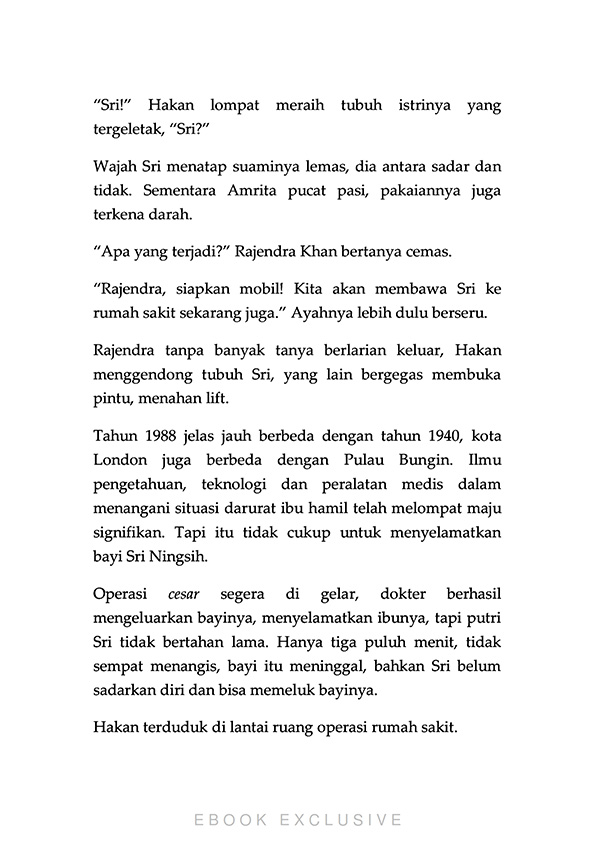 “Sri!” Hakan lompat meraih tubuh istrinya yang
tergeletak, “Sri?”
Wajah Sri menatap suaminya lemas, dia antara sadar dan
tidak. Sementara Amrita pucat pasi, pakaiannya juga
terkena darah.
“Apa yang terjadi?” Rajendra Khan bertanya cemas.
“Rajendra, siapkan mobil! Kita akan membawa Sri ke
rumah sakit sekarang juga.” Ayahnya lebih dulu berseru.
Rajendra tanpa banyak tanya berlarian keluar, Hakan
menggendong tubuh Sri, yang lain bergegas membuka
pintu, menahan lift.
Tahun 1988 jelas jauh berbeda dengan tahun 1940, kota
London juga berbeda dengan Pulau Bungin. Ilmu
pengetahuan, teknologi dan peralatan medis dalam
menangani situasi darurat ibu hamil telah melompat maju
signifikan. Tapi itu tidak cukup untuk menyelamatkan
bayi Sri Ningsih.
Operasi cesar segera di gelar, dokter berhasil
mengeluarkan bayinya, menyelamatkan ibunya, tapi putri
Sri tidak bertahan lama. Hanya tiga puluh menit, tidak
sempat menangis, bayi itu meninggal, bahkan Sri belum
sadarkan diri dan bisa memeluk bayinya.
Hakan terduduk di lantai ruang operasi rumah sakit.
EBOOK EXCLUSIVE